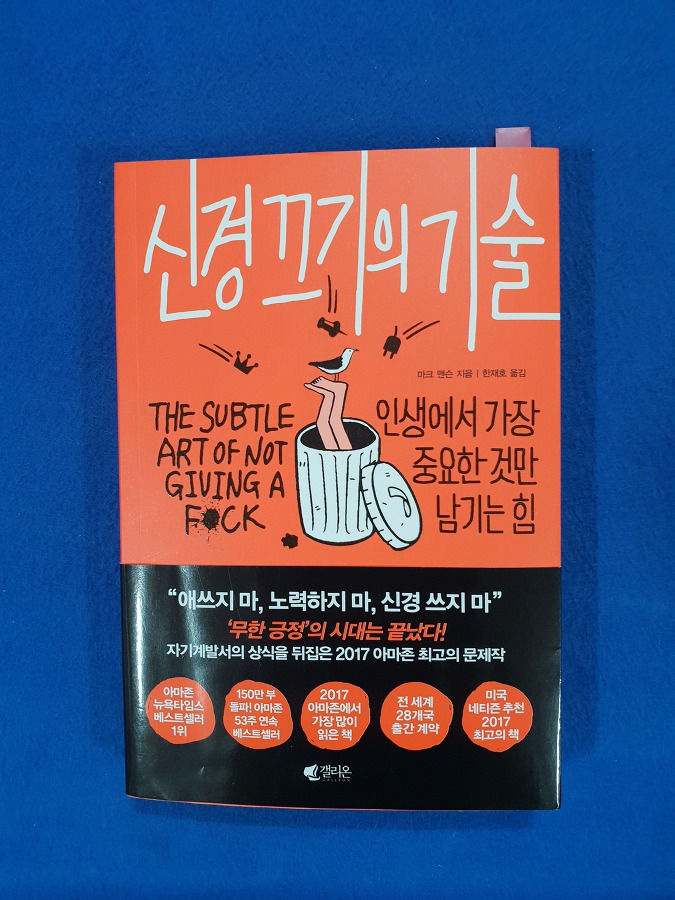 신경 끄기의 기술
마크 맨슨 지음 | 한재호 옮김
THE SUBTLE
ART OF NOT
GIVING A
F CK
인생에서 가장
중요한 것만
남기는 힘
“애쓰지 마, 노력하지 마, 신경 쓰지 마”
‘무한 긍정’의 시대는 끝났다!
자기계발서의 상식을 뒤집은 2017 아마존 최고의 문제작
아마존
뉴욕타임스
베스트셀러
1위
150만 부
돌파! 아마존
53주 연속
베스트셀러
2017
아마존에서
가장 많이
읽은 책
전 세계
28개국
출간 계약
미국
네티즌 추천
2017
최고의 책
갤리온
GALLEON